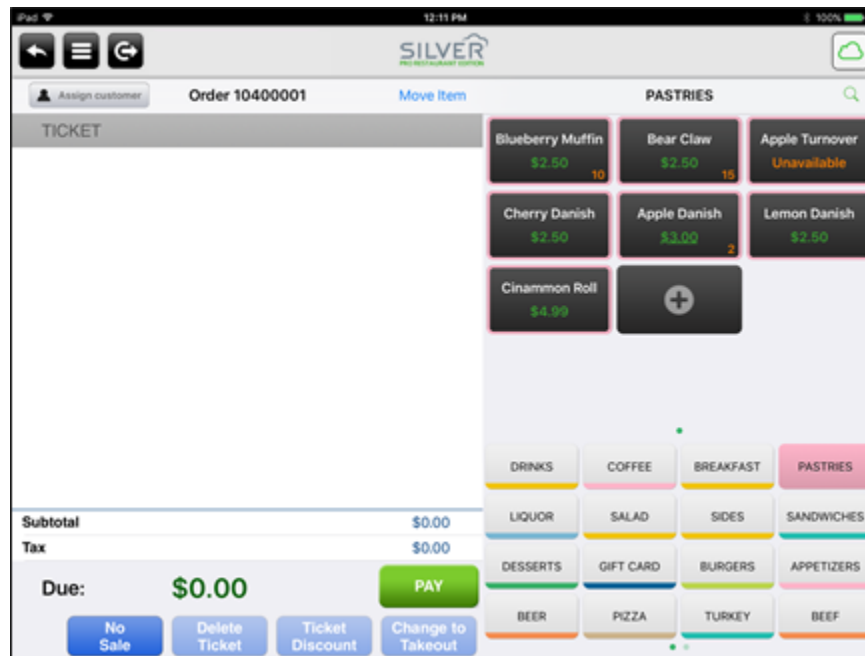 iPad 12:11 PM 100%
SILVER
PRO RESTAURANT EDITION
Assign customer Order 10400001 Move Item PASTRIES
TICKET
Blueberry Muffin Bear Claw Apple Turnover
$2.50 10 $2.50 15 Unavailable
Cherry Danish Apple Danish Lemon Danish
$2.50 $3.00 2 $2.50
Cinammon Roll
$4.99
DRINKS COFFEE BREAKFAST PASTRIES
LIQUOR SALAD SIDES SANDWICHES
DESSERTS GIFT CARD BURGERS APPETIZERS
BEER PIZZA TURKEY BEEF
Subtotal $0.00
Tax $0.00
Due: $0.00 PAY
No Sale Delete Ticket Ticket Discount Change to Takeout